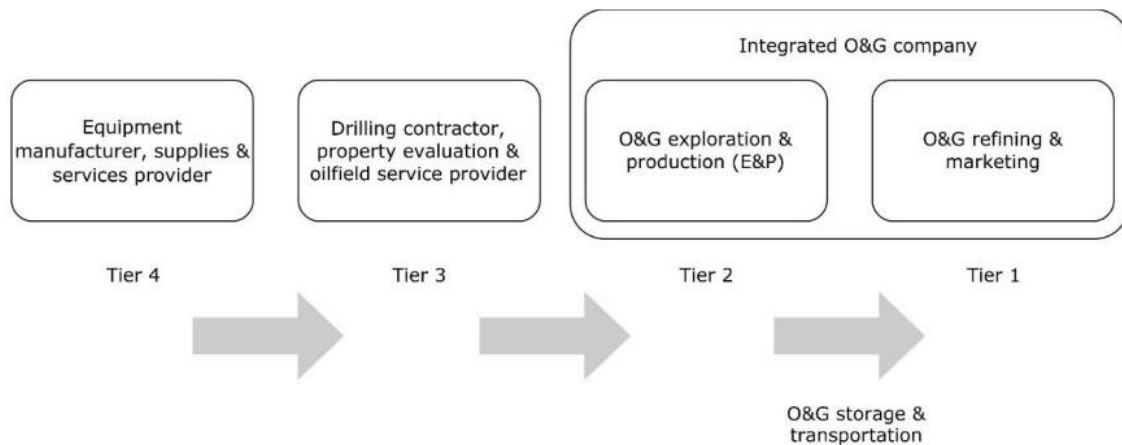 Integrated O&G company
Equipment
manufacturer, supplies &
services provider
Drilling contractor,
property evaluation &
oilfield service provider
O&G exploration &
production (E&P)
O&G refining &
marketing
Tier 4
Tier 3
Tier 2
Tier 1
O&G storage &
transportation